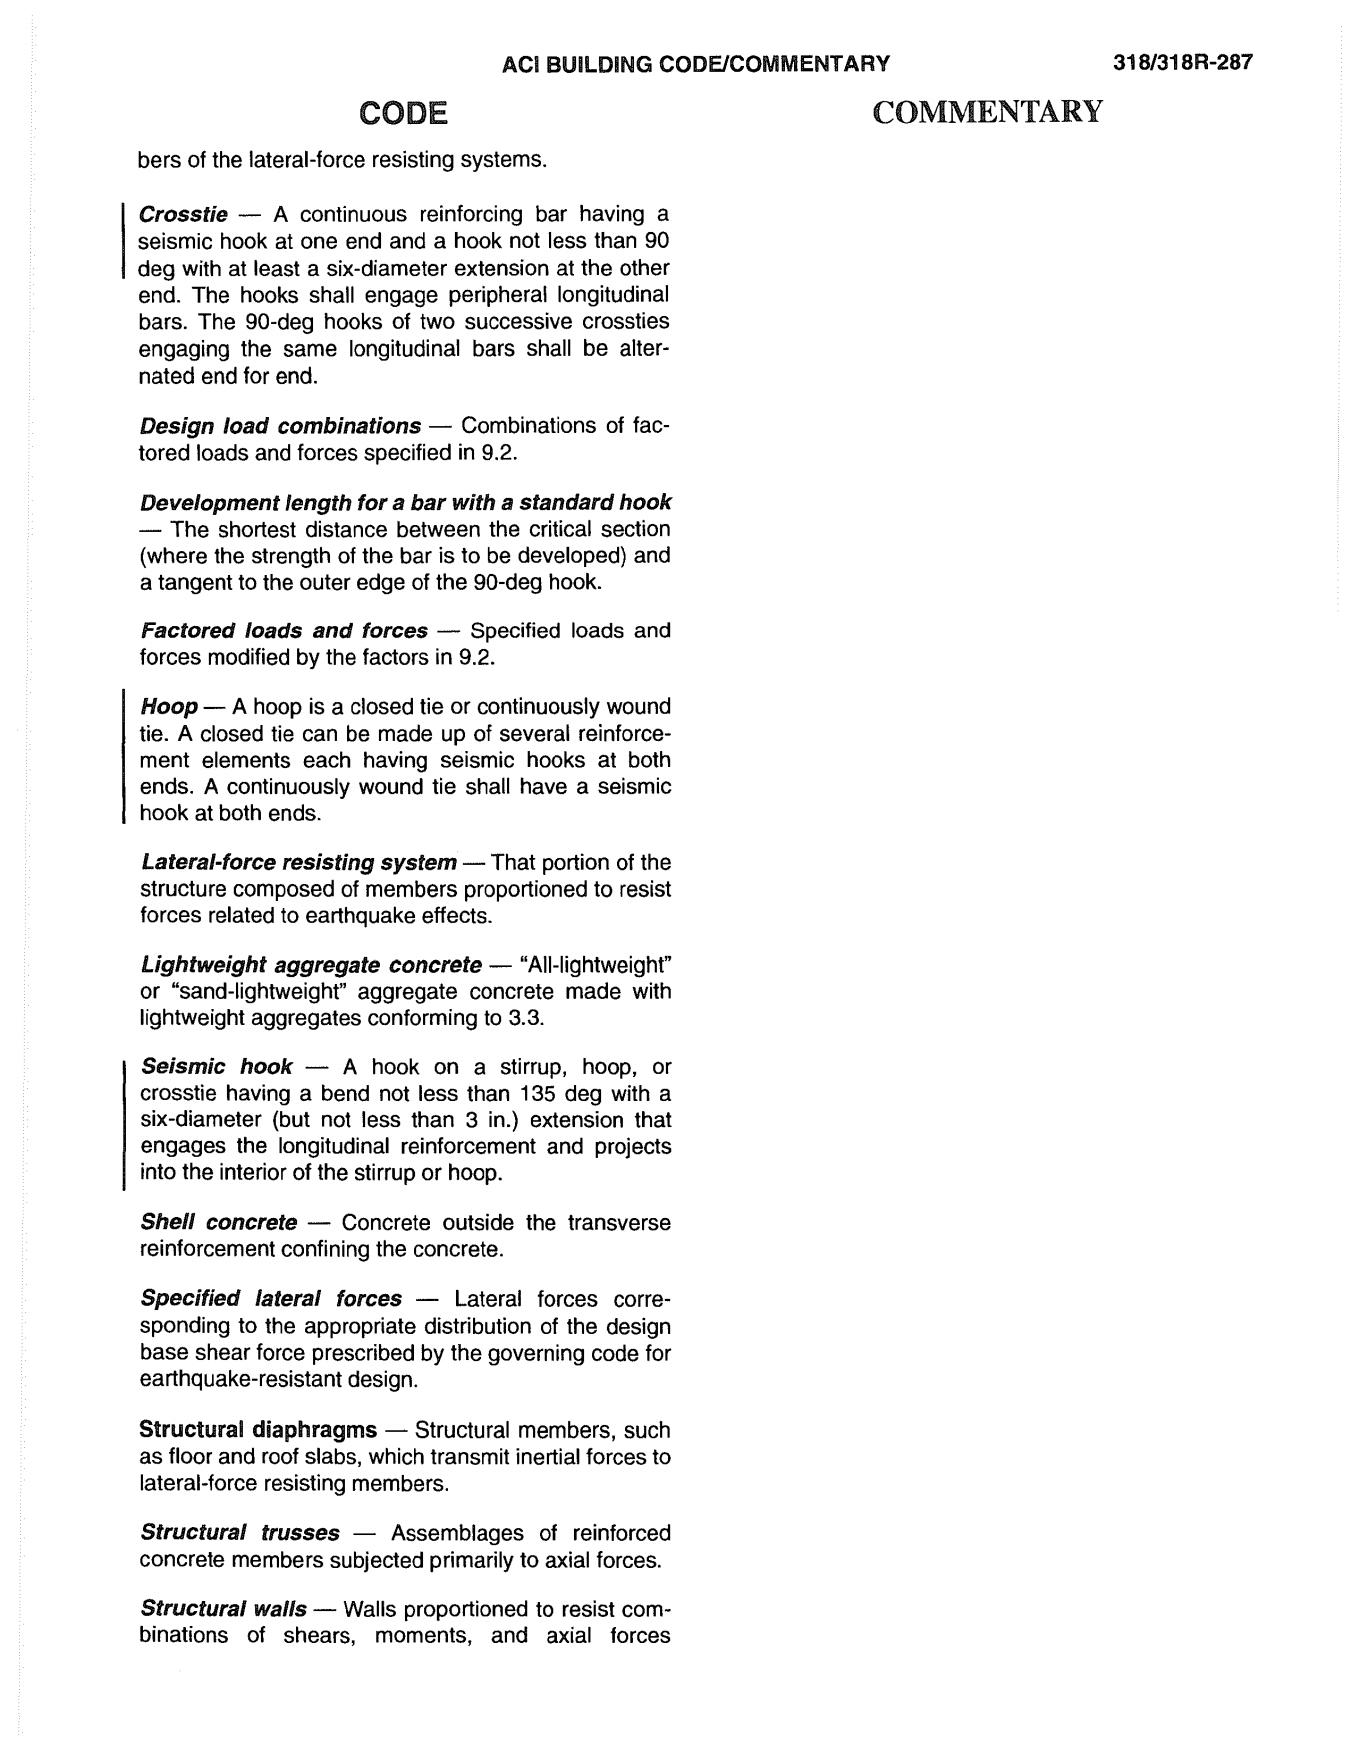 ACI BUILDING CODE/COMMENTARY 318/318R-287
CODE COMMENTARY
bers of the lateral-force resisting systems.
Crosstie — A continuous reinforcing bar having a
seismic hook at one end and a hook not less than 90
deg with at least a six-diameter extension at the other
end. The hooks shall engage peripheral longitudinal
bars. The 90-deg hooks of two successive crossties
engaging the same longitudinal bars shall be alter-
nated end for end.
Design load combinations — Combinations of fac-
tored loads and forces specified in 9.2.
Development length for a bar with a standard hook
— The shortest distance between the critical section
(where the strength of the bar is to be developed) and
a tangent to the outer edge of the 90-deg hook.
Factored loads and forces — Specified loads and
forces modified by the factors in 9.2.
Hoop — A hoop is a closed tie or continuously wound
tie. A closed tie can be made up of several reinforce-
ment elements each having seismic hooks at both
ends. A continuously wound tie shall have a seismic
hook at both ends.
Lateral-force resisting system — That portion of the
structure composed of members proportioned to resist
forces related to earthquake effects.
Lightweight aggregate concrete — “All-lightweight”
or “sand-lightweight” aggregate concrete made with
lightweight aggregates conforming to 3.3.
Seismic hook — A hook on a stirrup, hoop, or
crosstie having a bend not less than 135 deg with a
six-diameter (but not less than 3 in.) extension that
engages the longitudinal reinforcement and projects
into the interior of the stirrup or hoop.
Shell concrete — Concrete outside the transverse
reinforcement confining the concrete.
Specified lateral forces — Lateral forces corre-
sponding to the appropriate distribution of the design
base shear force prescribed by the governing code for
earthquake-resistant design.
Structural diaphragms — Structural members, such
as floor and roof slabs, which transmit inertial forces to
lateral-force resisting members.
Structural trusses — Assemblages of reinforced
concrete members subjected primarily to axial forces.
Structural walls — Walls proportioned to resist com-
binations of shears, moments, and axial forces